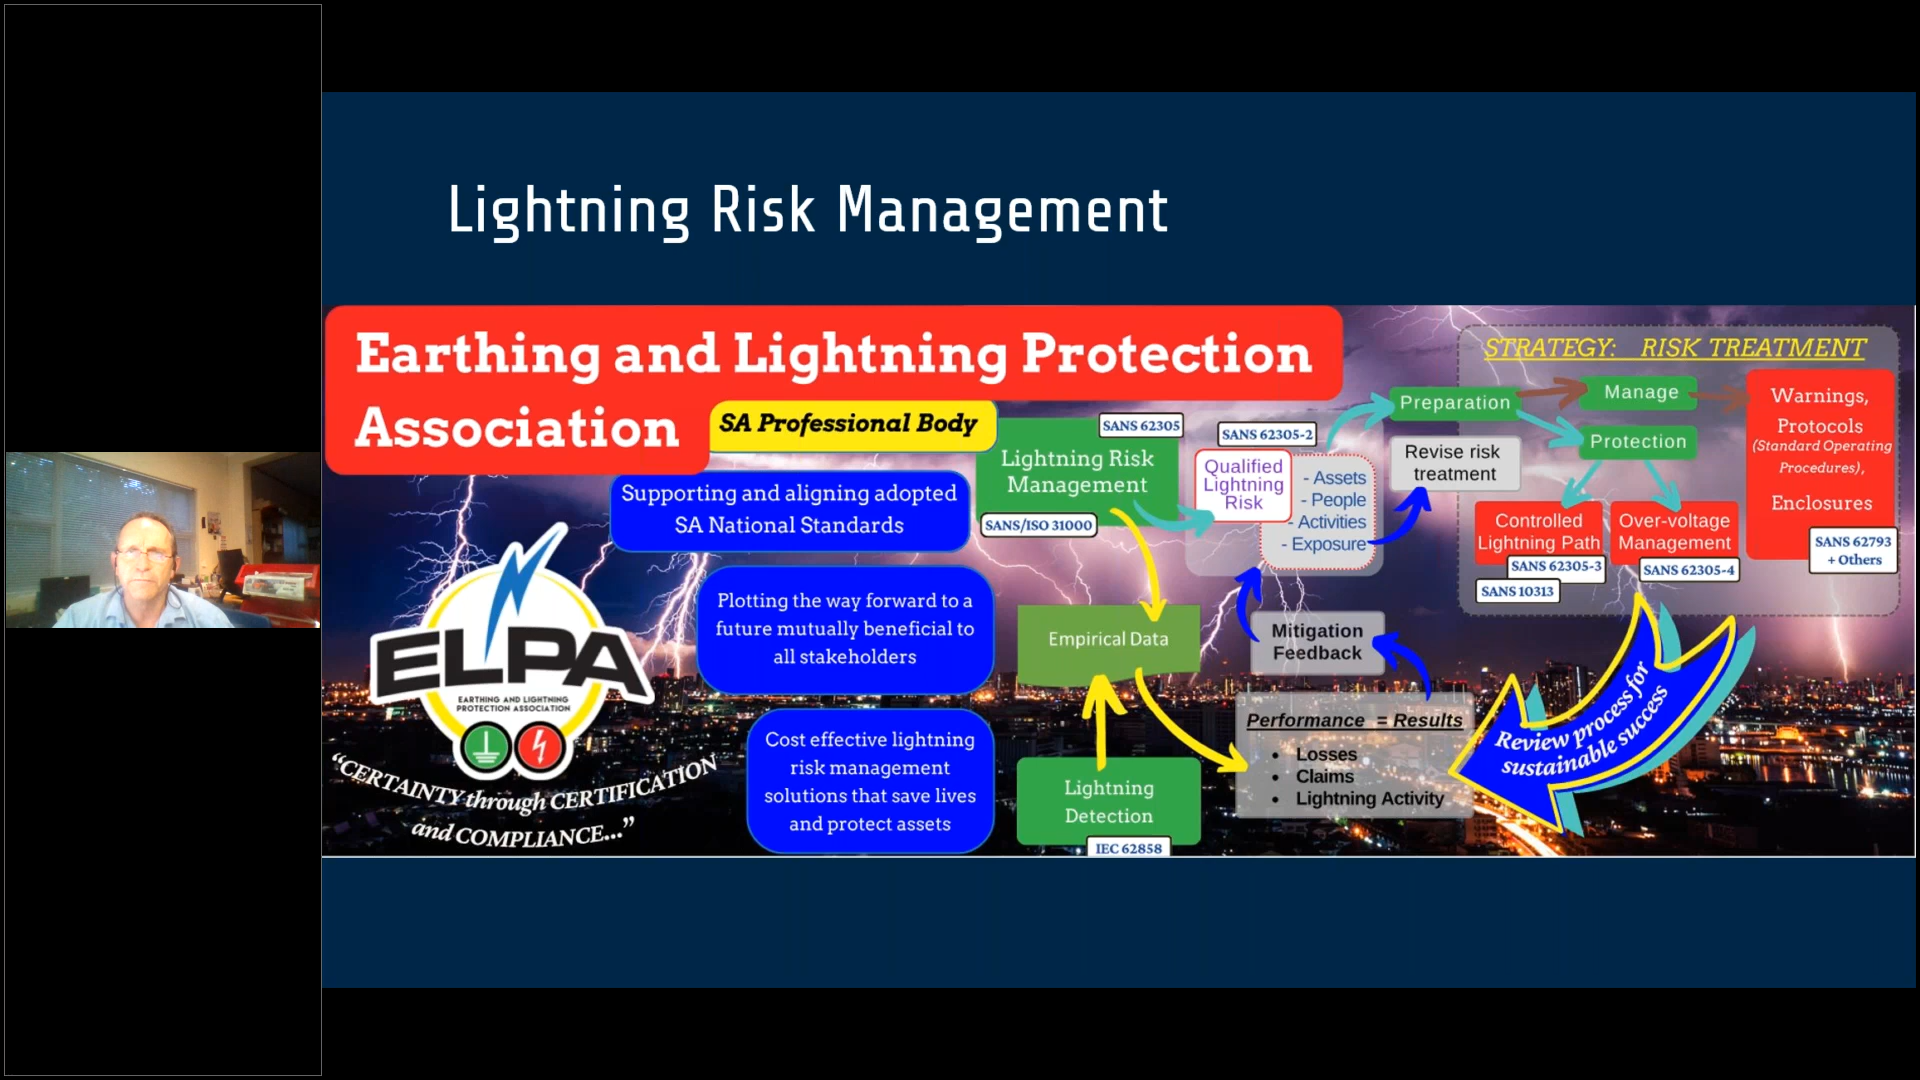 Lightning Risk Management
Earthing and Lightning Protection
Association
SA Professional Body
Supporting and aligning adopted
SA National Standards
Plotting the way forward to a
future mutually beneficial to
all stakeholders
Cost effective lightning
risk management
solutions that save lives
and protect assets
ELPA
EARTHING AND LIGHTNING
PROTECTION ASSOCIATION
“CERTAINTY through CERTIFICATION
and COMPLIANCE...”
SANS 62305
Lightning Risk
Management
SANS/ISO 31000
Empirical Data
Lightning
Detection
IEC 62858
SANS 62305-2
Qualified
Lightning
Risk
- Assets
- People
- Activities
- Exposure
Revise risk
treatment
Mitigation
Feedback
Performance = Results
• Losses
• Claims
• Lightning Activity
STRATEGY: RISK TREATMENT
Preparation
Manage
Protection
Controlled
Lightning Path
SANS 62305-3
SANS 10313
Over-voltage
Management
SANS 62305-4
Warnings,
Protocols
(Standard Operating
Procedures),
Enclosures
SANS 62793
+ Others
Review process for
sustainable success